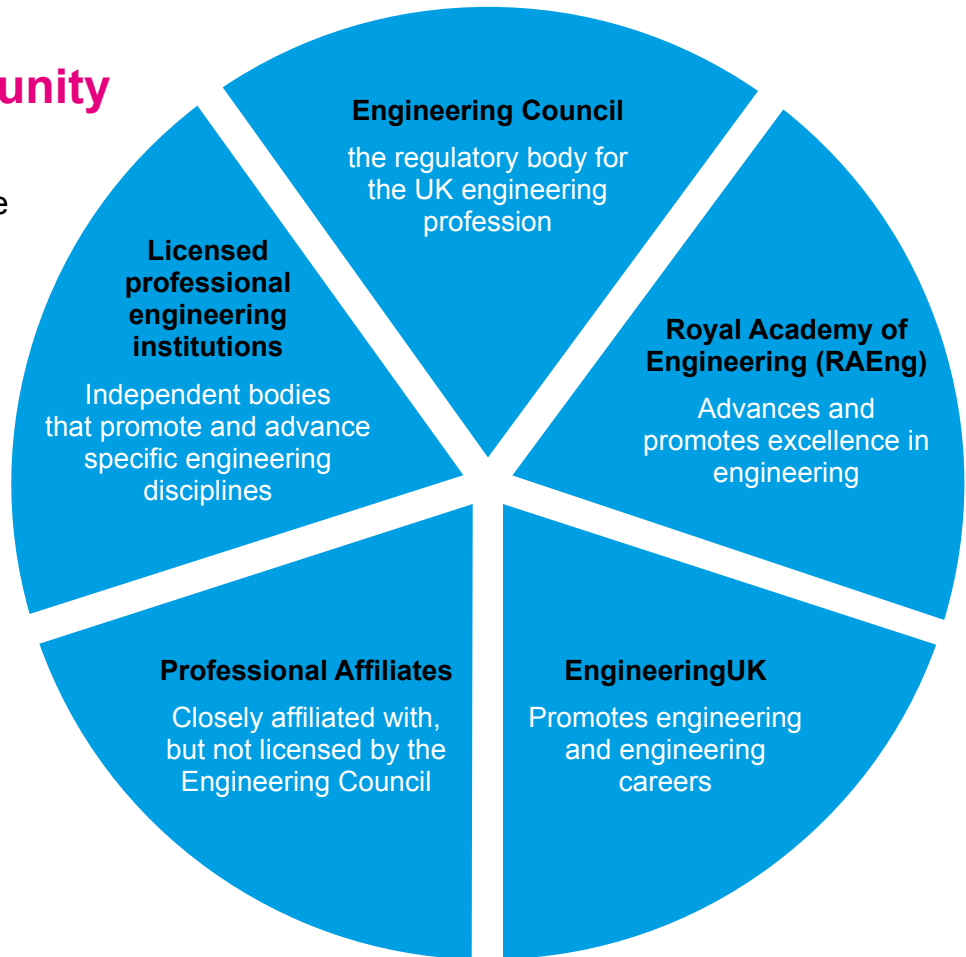 unity
e
Engineering Council
the regulatory body for
the UK engineering
profession
Licensed
professional
engineering
institutions
Independent bodies
that promote and advance
specific engineering
disciplines
Royal Academy of
Engineering (RAEng)
Advances and
promotes excellence in
engineering
Professional Affiliates
Closely affiliated with,
but not licensed by the
Engineering Council
EngineeringUK
Promotes engineering
and engineering
careers